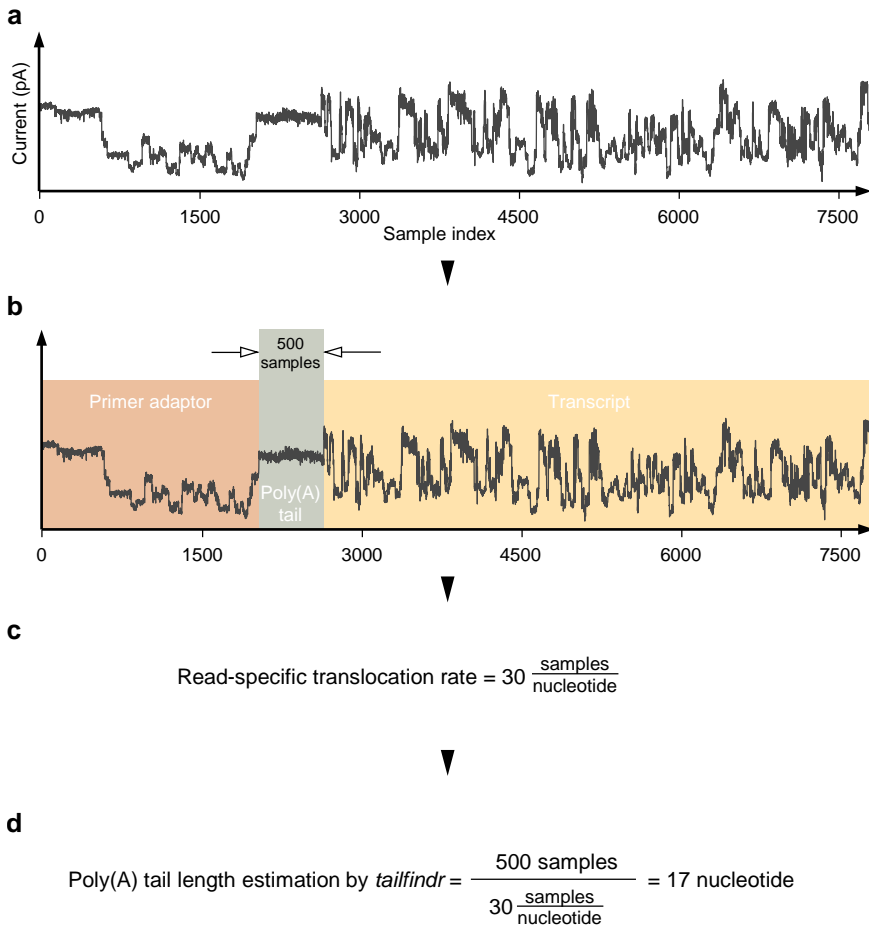 a
Current (pA)
0 1500 3000 4500 6000 7500
Sample index
b
500
samples
Primer adaptor
Transcript
Poly(A)
tail
0 1500 3000 4500 6000 7500
c
Read-specific translocation rate = 30 samples
nucleotide
d
Poly(A) tail length estimation by tailfindr = 500 samples
30 samples
nucleotide
= 17 nucleotide